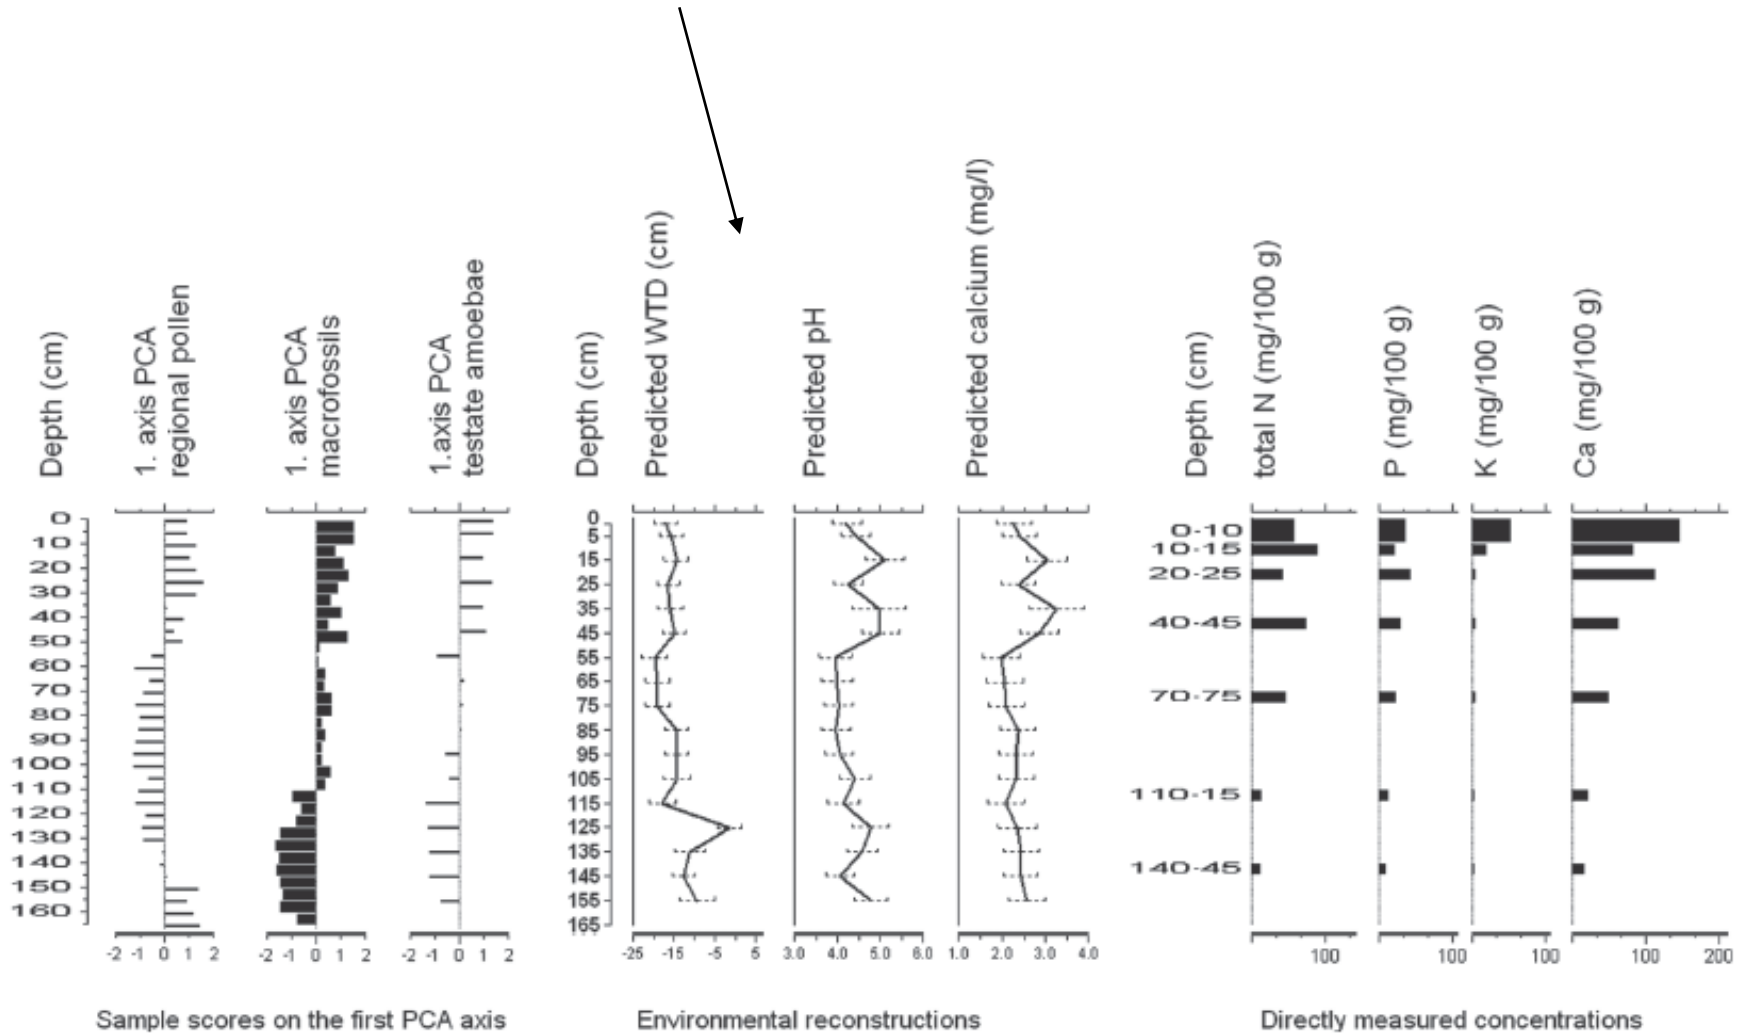 Depth (cm)
1. axis PCA
regional pollen
1. axis PCA
macrofossils
1.axis PCA
testate amoebae
Depth (cm)
Predicted WTD (cm)
Predicted pH
Predicted calcium (mg/l)
Depth (cm)
total N (mg/100 g)
P (mg/100 g)
K (mg/100 g)
Ca (mg/100 g)
0
10
20
30
40
50
60
70
80
90
100
110
120
130
140
150
160
0
5
15
25
35
45
55
65
75
85
95
105
115
125
135
145
155
165
0-10
10-15
20-25
40-45
70-75
110-15
140-45
-2 -1 0 1 2
-2 -1 0 1 2
-2 -1 0 1 2
-25 -15 -5 5
3.0 4.0 5.0 6.0
1.0 2.0 3.0 4.0
100
100
100
100 200
Sample scores on the first PCA axis
Environmental reconstructions
Directly measured concentrations